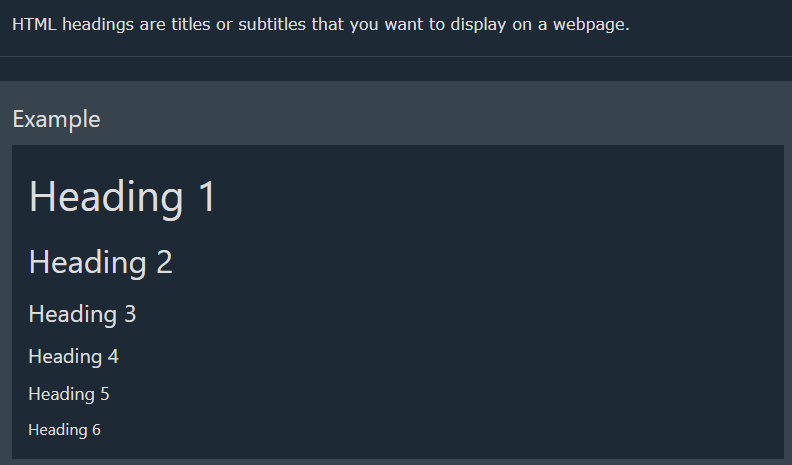 HTML headings are titles or subtitles that you want to display on a webpage.
Example
Heading 1
Heading 2
Heading 3
Heading 4
Heading 5
Heading 6